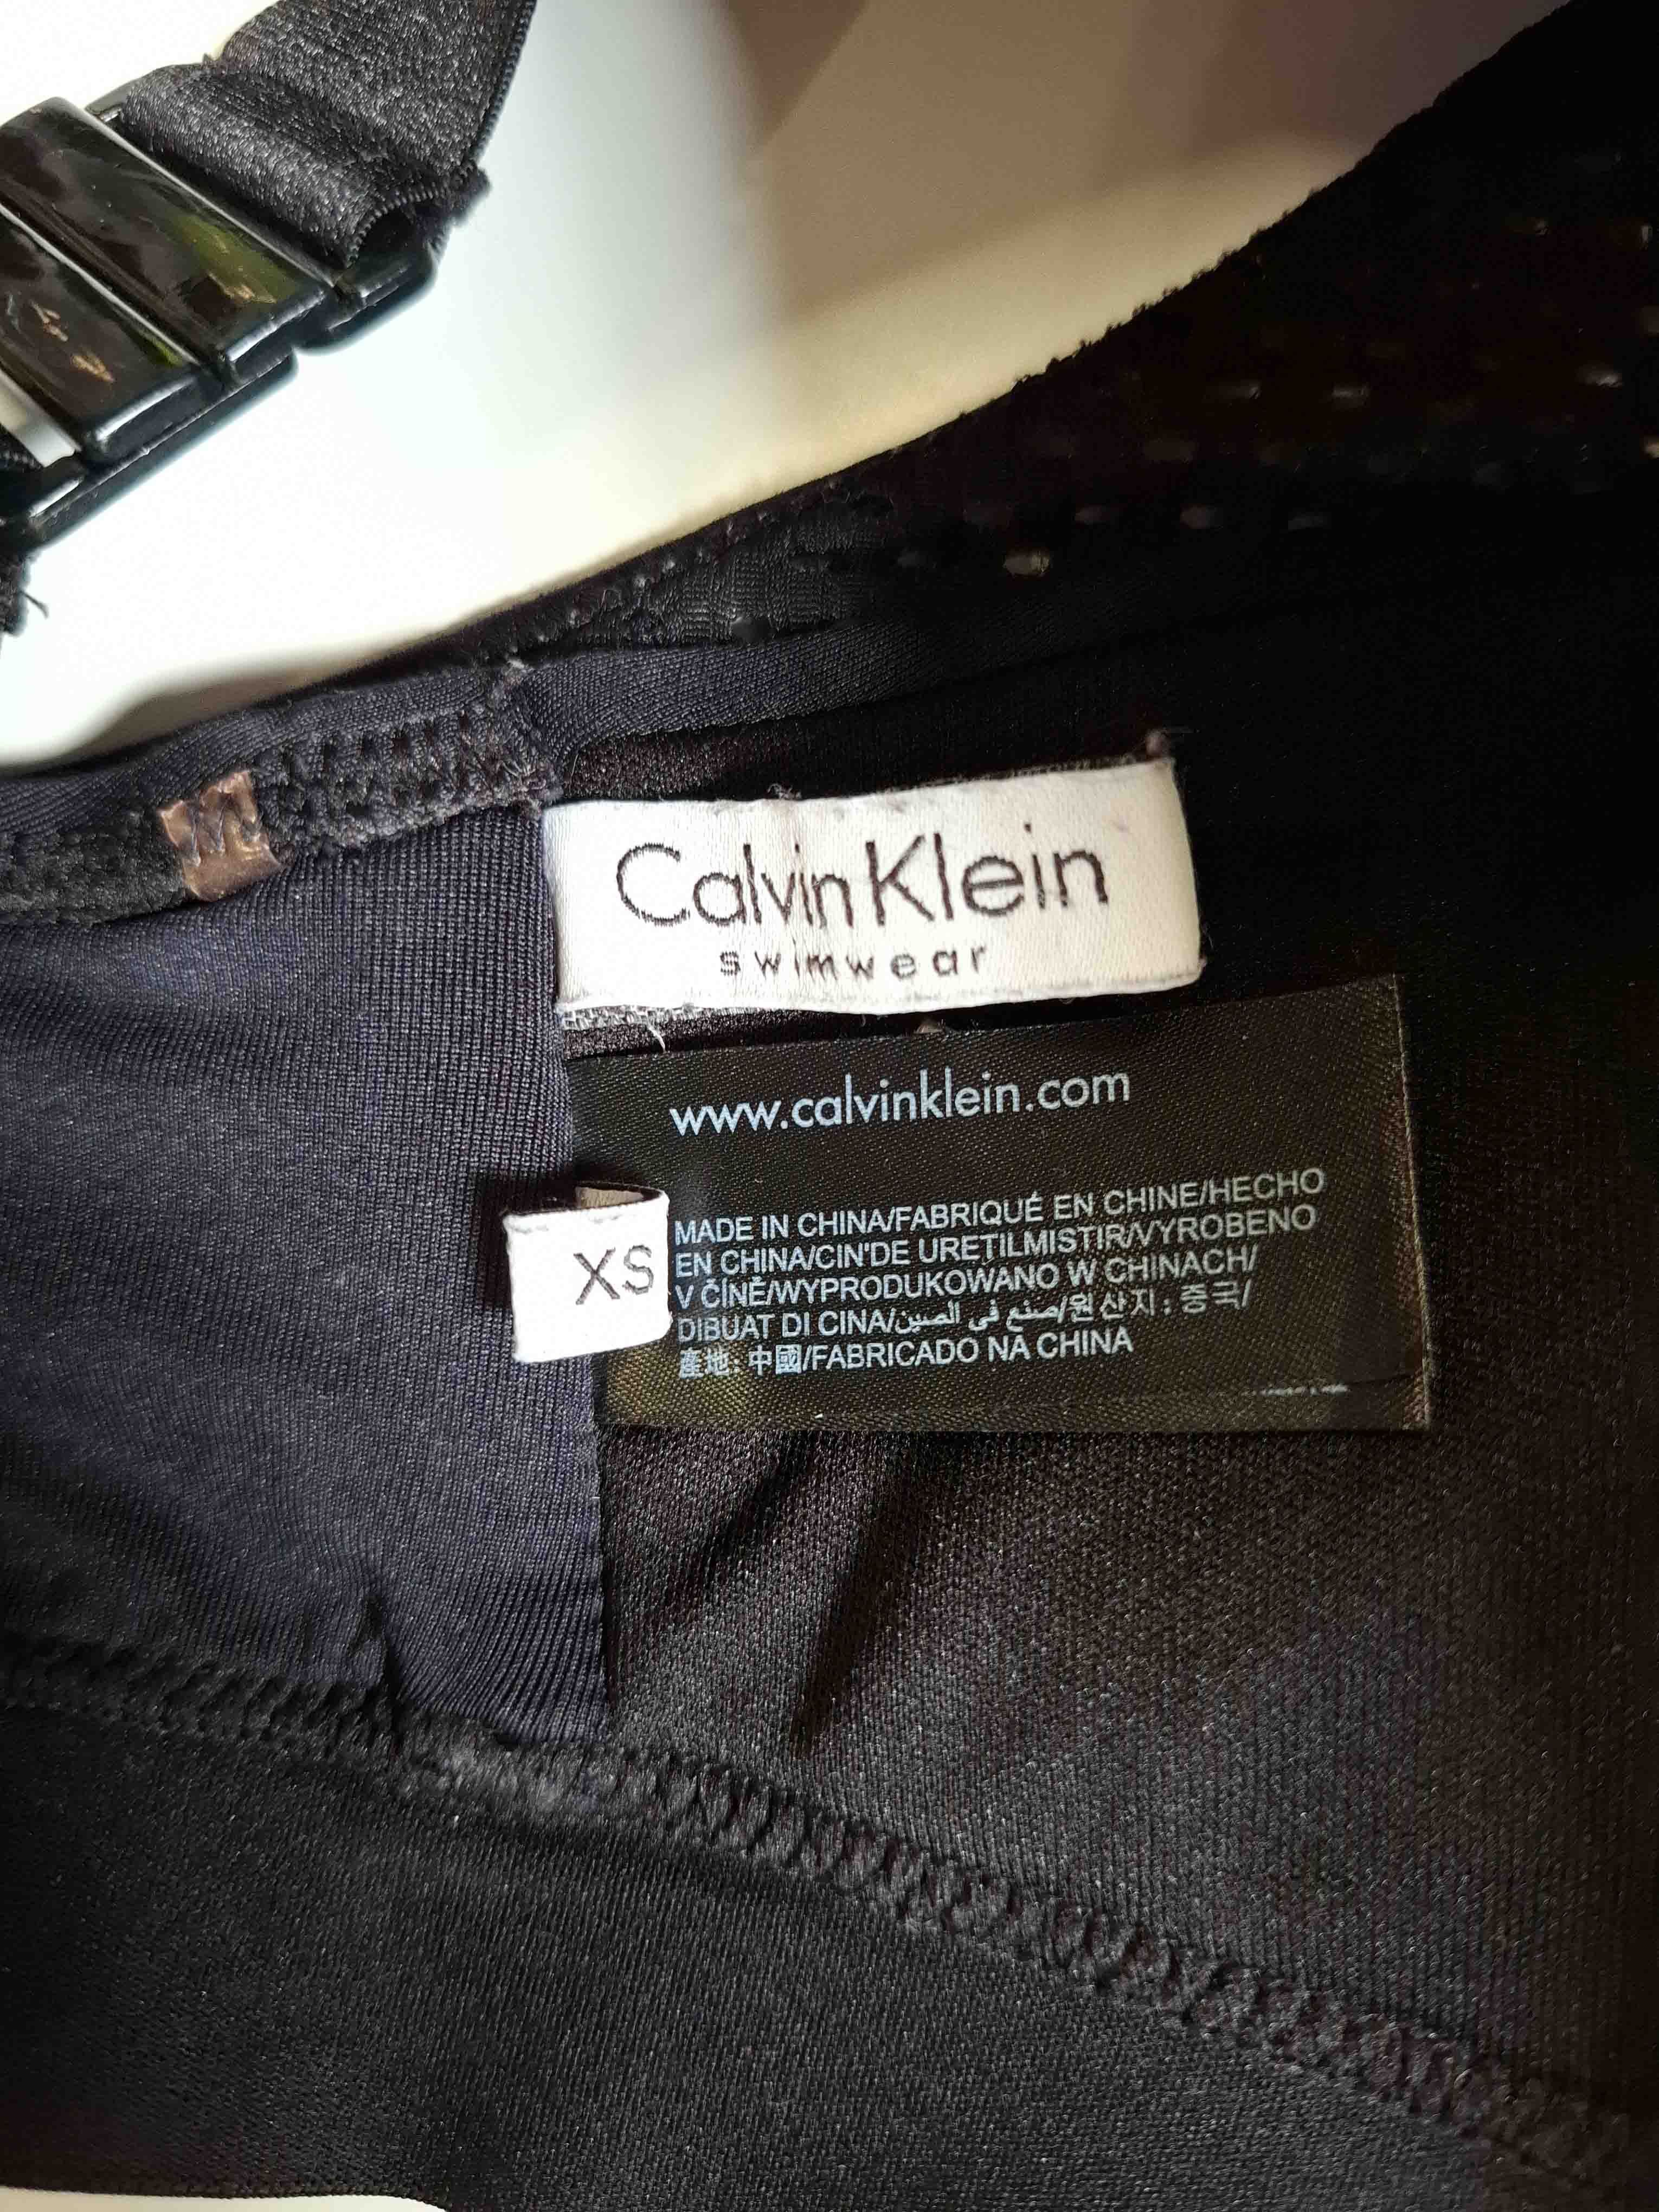 Calvin Klein
swimwear
www.calvinklein.com
XS
MADE IN CHINA/FABRIQUÉ EN CHINE/HECHO
EN CHINA/CIN'DE URETILMISTIR/VYROBENO
V ČÍNĚ/WYPRODUKOWANO W CHINACH/
DIBUAT DI CINA/صنع في الصين/원산지: 중국/
產地: 中國/FABRICADO NA CHINA